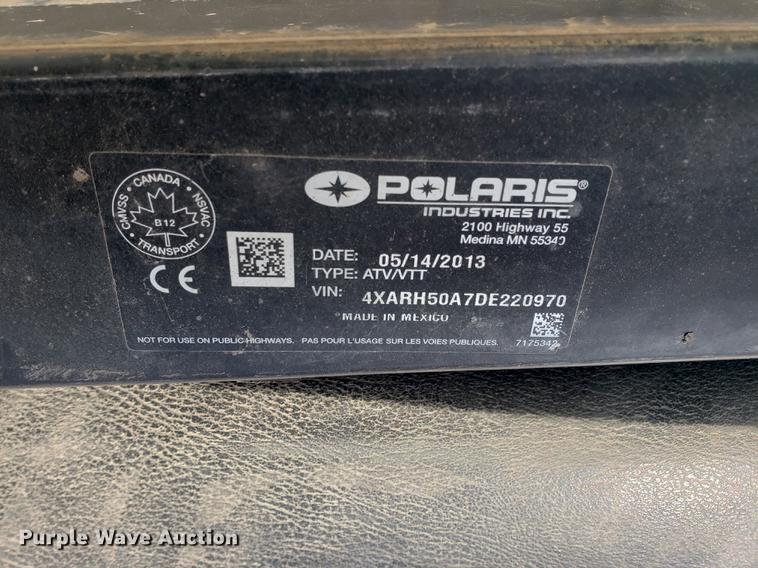 CMVSS • CANADA • NSVAC
B 12
• TRANSPORT •
CE
POLARIS®
INDUSTRIES INC.
2100 Highway 55
Medina MN 55340
DATE: 05/14/2013
TYPE: ATV/VTT
VIN: 4XARH50A7DE220970
MADE IN MEXICO
NOT FOR USE ON PUBLIC HIGHWAYS. PAS POUR L'USAGE SUR LES VOIES PUBLIQUES. 7175342
Purple Wave Auction